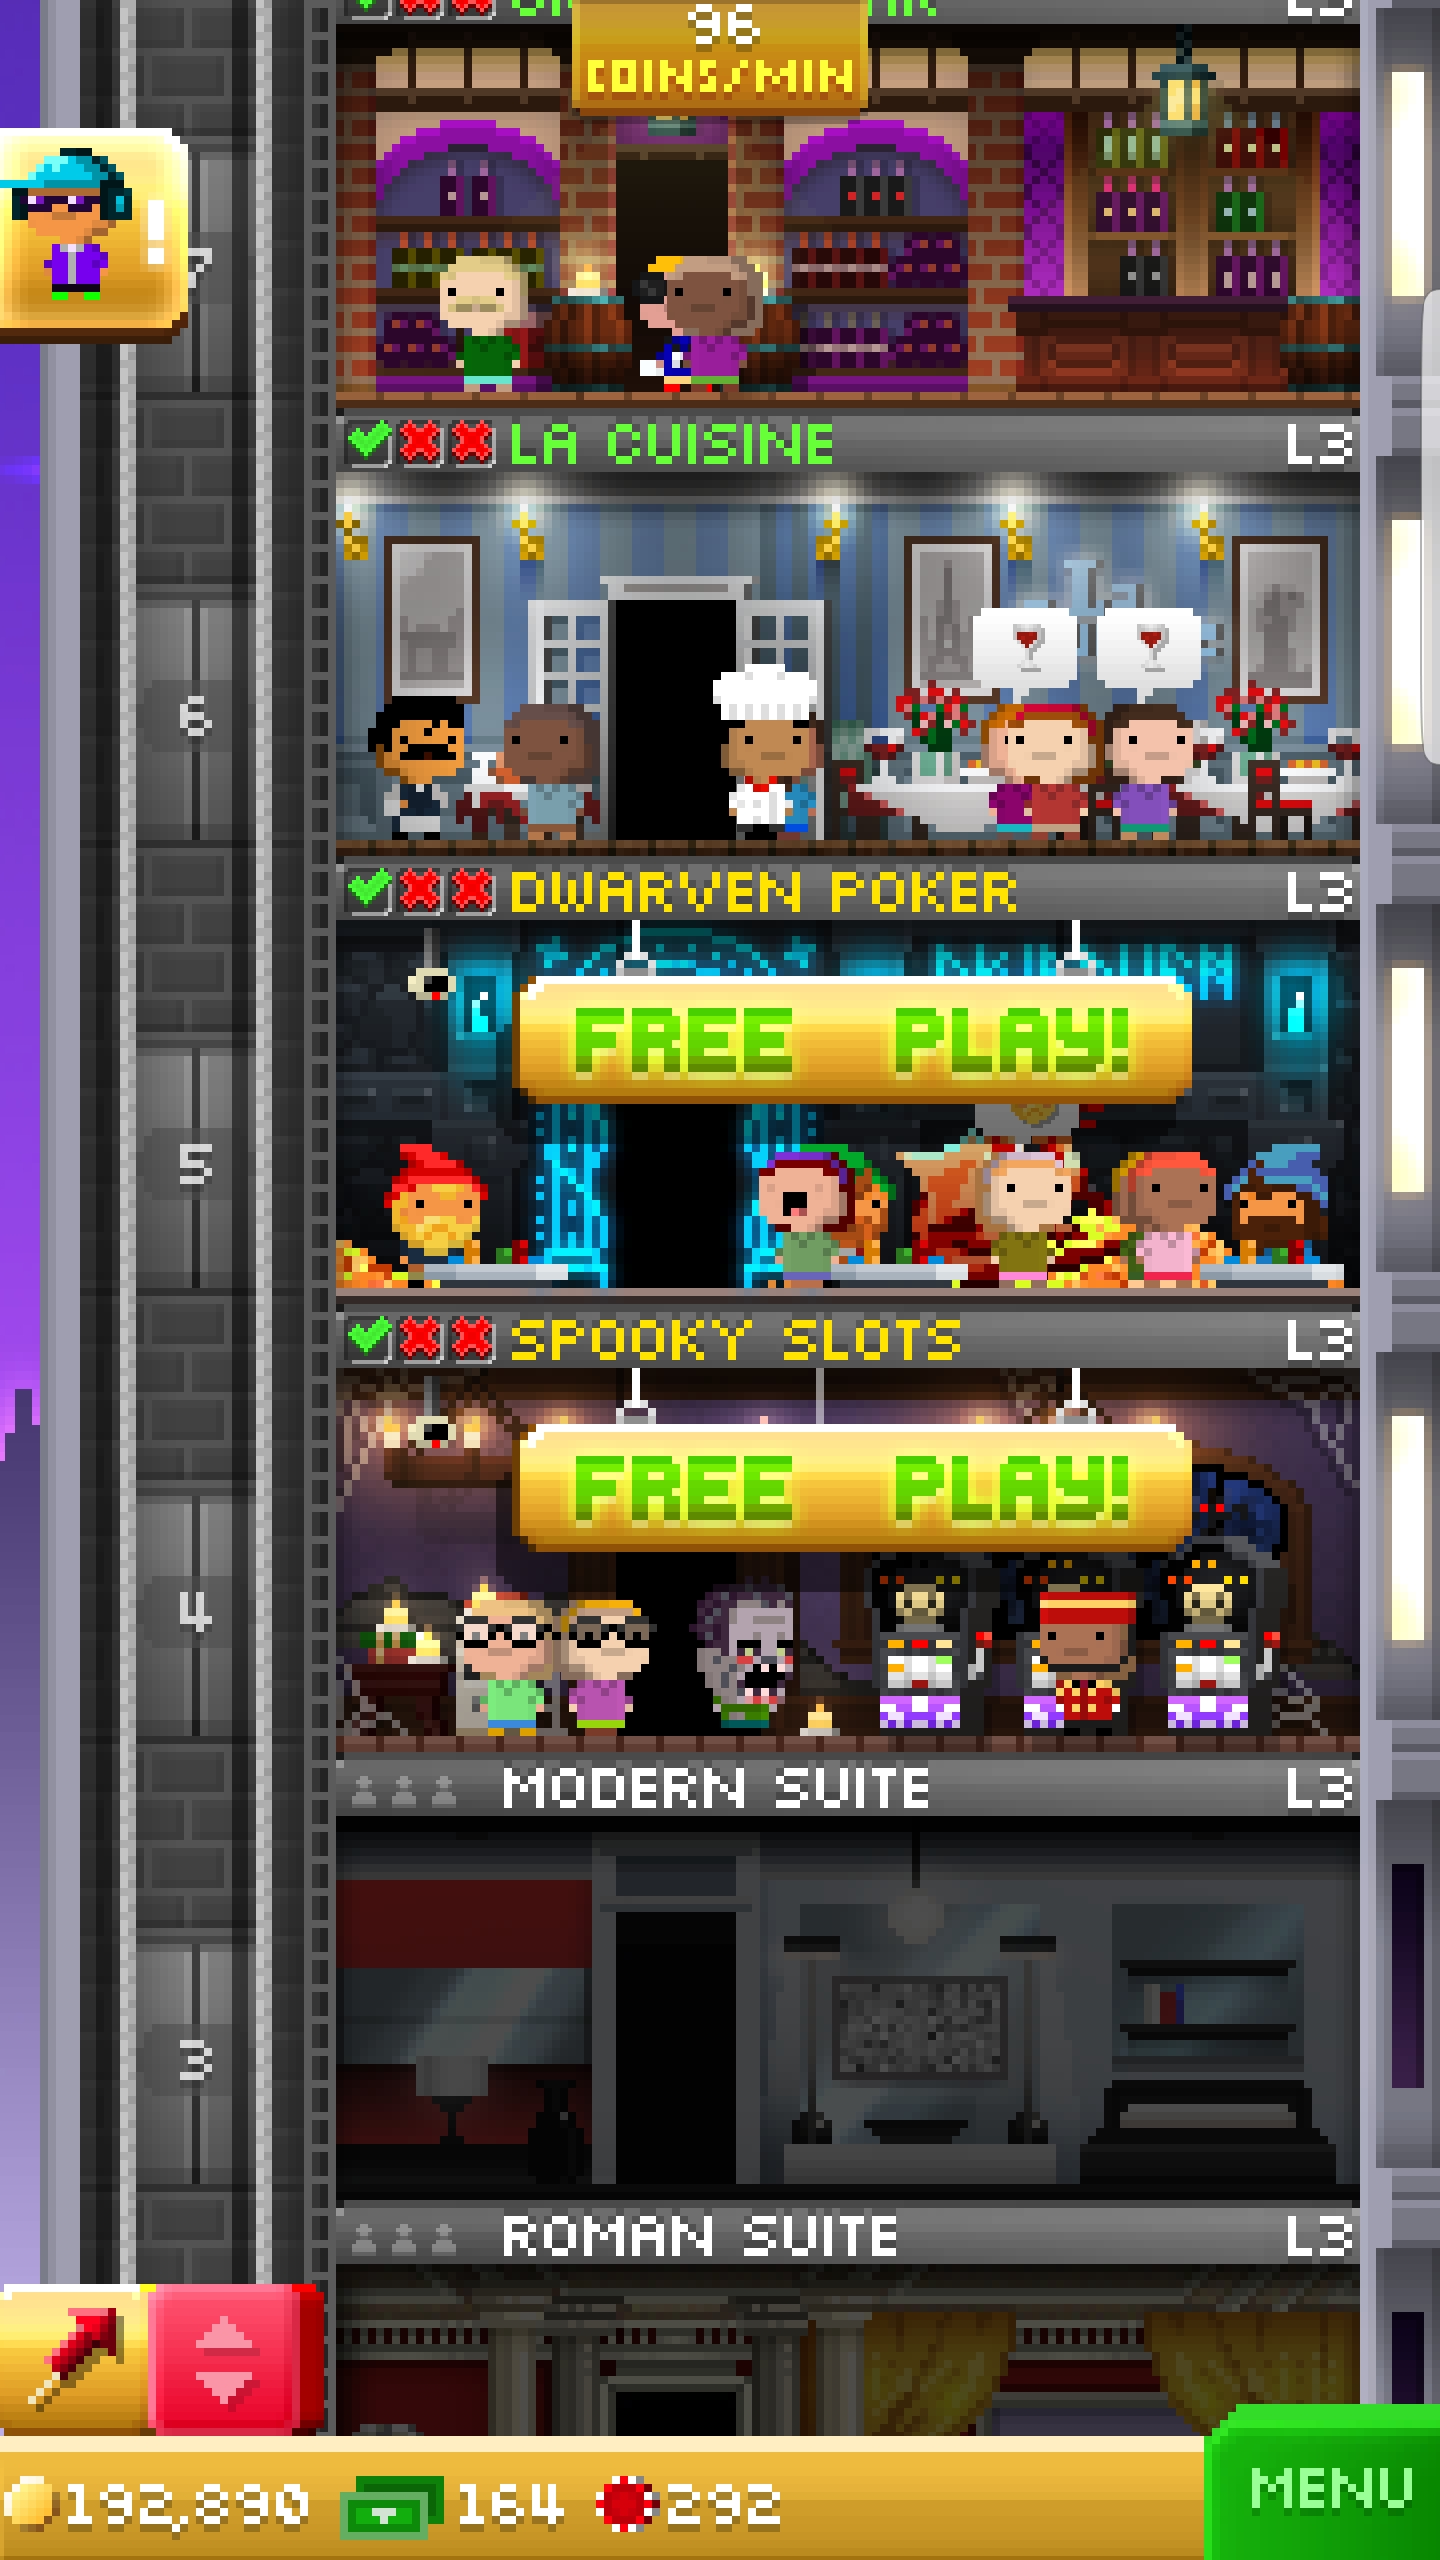 L3
96
COINS/MIN
7
LA CUISINE L3
6
DWARVEN POKER L3
FREE PLAY!
5
SPOOKY SLOTS L3
FREE PLAY!
4
MODERN SUITE L3
3
ROMAN SUITE L3
192,890 164 292
MENU